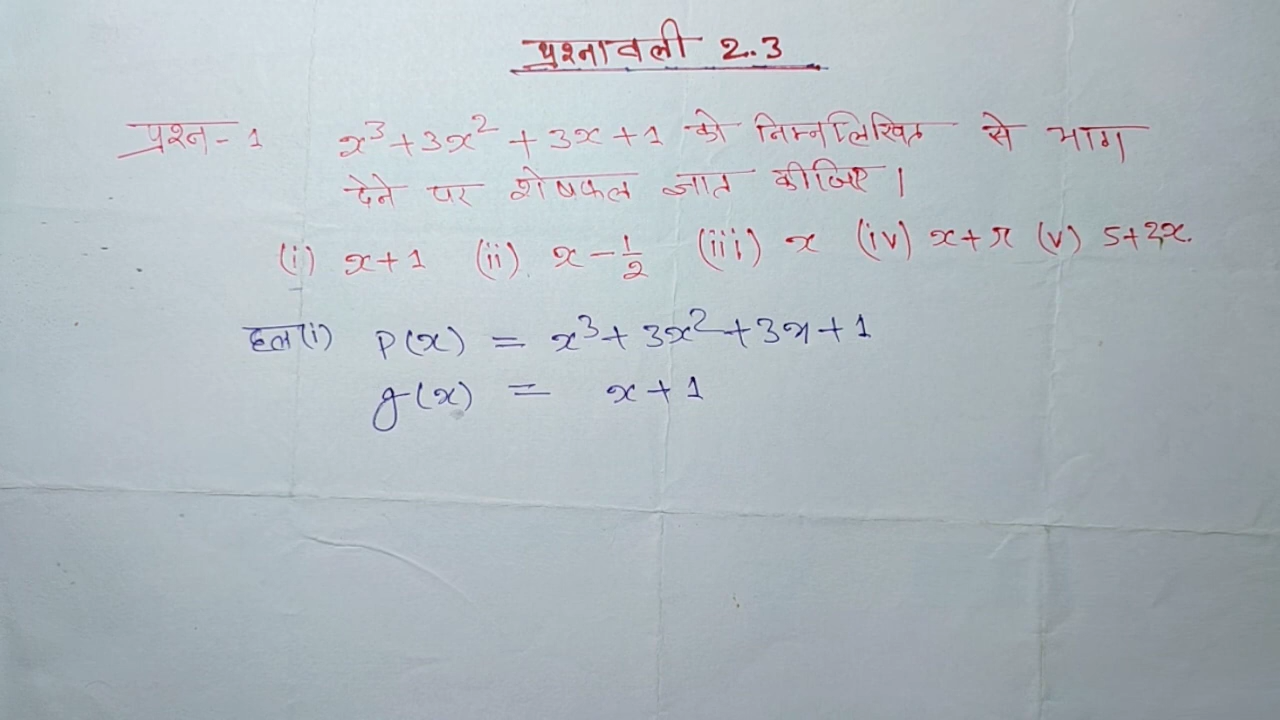 प्रश्नावली 2.3
प्रश्न-1 x³+3x²+3x+1 को निम्नलिखित से भाग
देने पर शेषफल ज्ञात कीजिए।
(i) x+1 (ii) x-1/2 (iii) x (iv) x+π (v) 5+2x.
हल(i) P(x) = x³+3x²+3x+1
g(x) = x+1